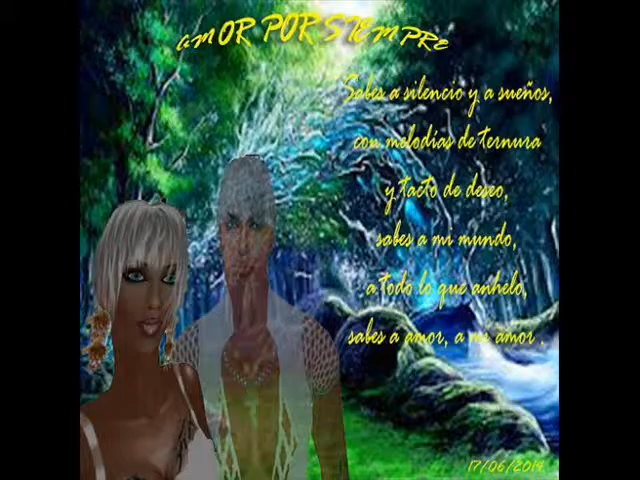 AMOR POR SIEMPRE
Sabes a silencio y a sueños,
con melodías de ternura
y tacto de deseo,
sabes a mi mundo,
a todo lo que anhelo,
sabes a amor, a mi amor .
17/06/2014